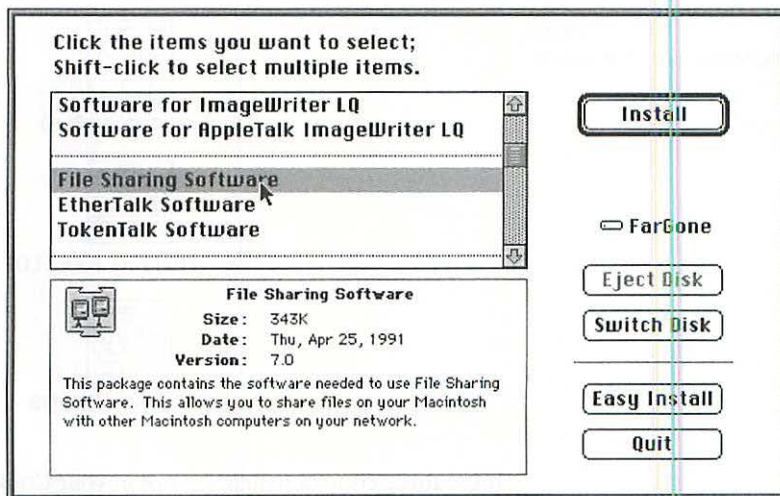 Click the items you want to select;
Shift-click to select multiple items.
Software for ImageWriter LQ
Software for AppleTalk ImageWriter LQ
File Sharing Software
EtherTalk Software
TokenTalk Software
Install
FarGone
Eject Disk
Switch Disk
Easy Install
Quit
File Sharing Software
Size: 343K
Date: Thu, Apr 25, 1991
Version: 7.0
This package contains the software needed to use File Sharing
Software. This allows you to share files on your Macintosh
with other Macintosh computers on your network.